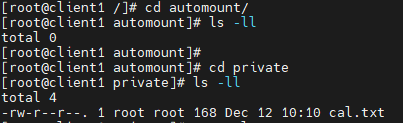 [root@client1 /]# cd automount/
[root@client1 automount]# ls -ll
total 0
[root@client1 automount]#
[root@client1 automount]# cd private
[root@client1 private]# ls -ll
total 4
-rw-r--r--. 1 root root 168 Dec 12 10:10 cal.txt